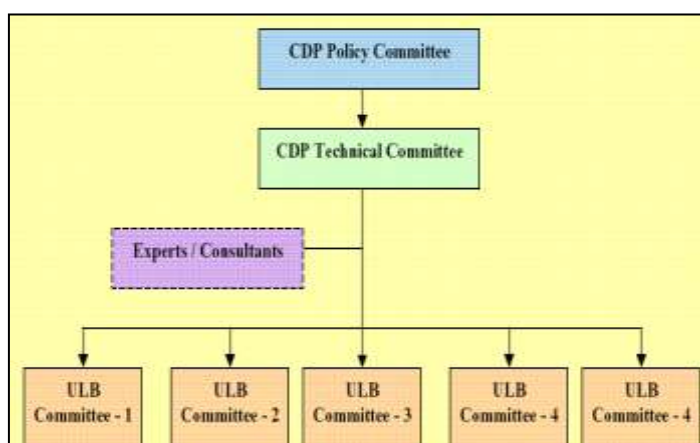 CDP Policy Committee
CDP Technical Committee
Experts / Consultants
ULB
Committee - 1
ULB
Committee - 2
ULB
Committee - 3
ULB
Committee - 4
ULB
Committee - 4